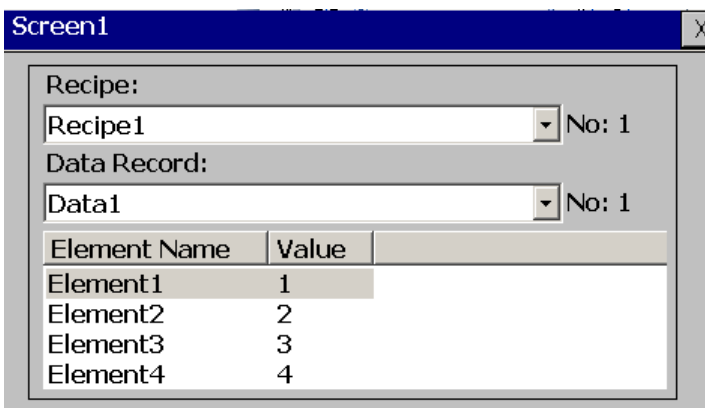 Screen1 X
Recipe:
Recipe1 No: 1
Data Record:
Data1 No: 1
Element Name Value
Element1 1
Element2 2
Element3 3
Element4 4